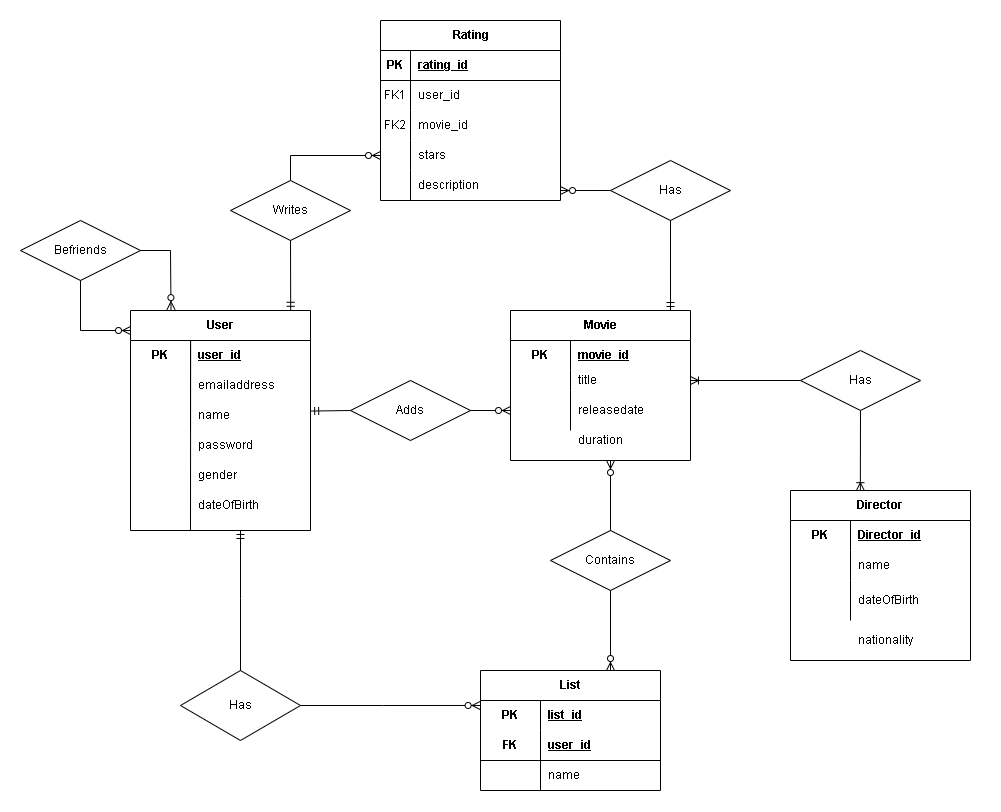 Rating
PK rating_id
FK1 user_id
FK2 movie_id
stars
description
Has
Writes
Befriends
User
PK user_id
emailaddress
name
password
gender
dateOfBirth
Adds
Movie
PK movie_id
title
releasedate
duration
Has
Director
PK Director_id
name
dateOfBirth
nationality
Contains
Has
List
PK list_id
FK user_id
name